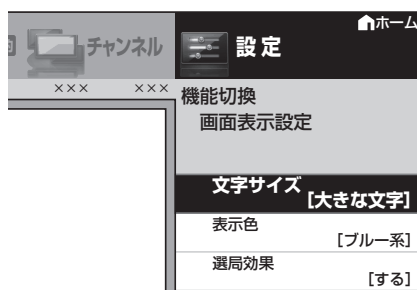 ホーム
チャンネル
設定
××× ×××
機能切換
画面表示設定
文字サイズ
[大きな文字]
表示色
[ブルー系]
選局効果
[する]